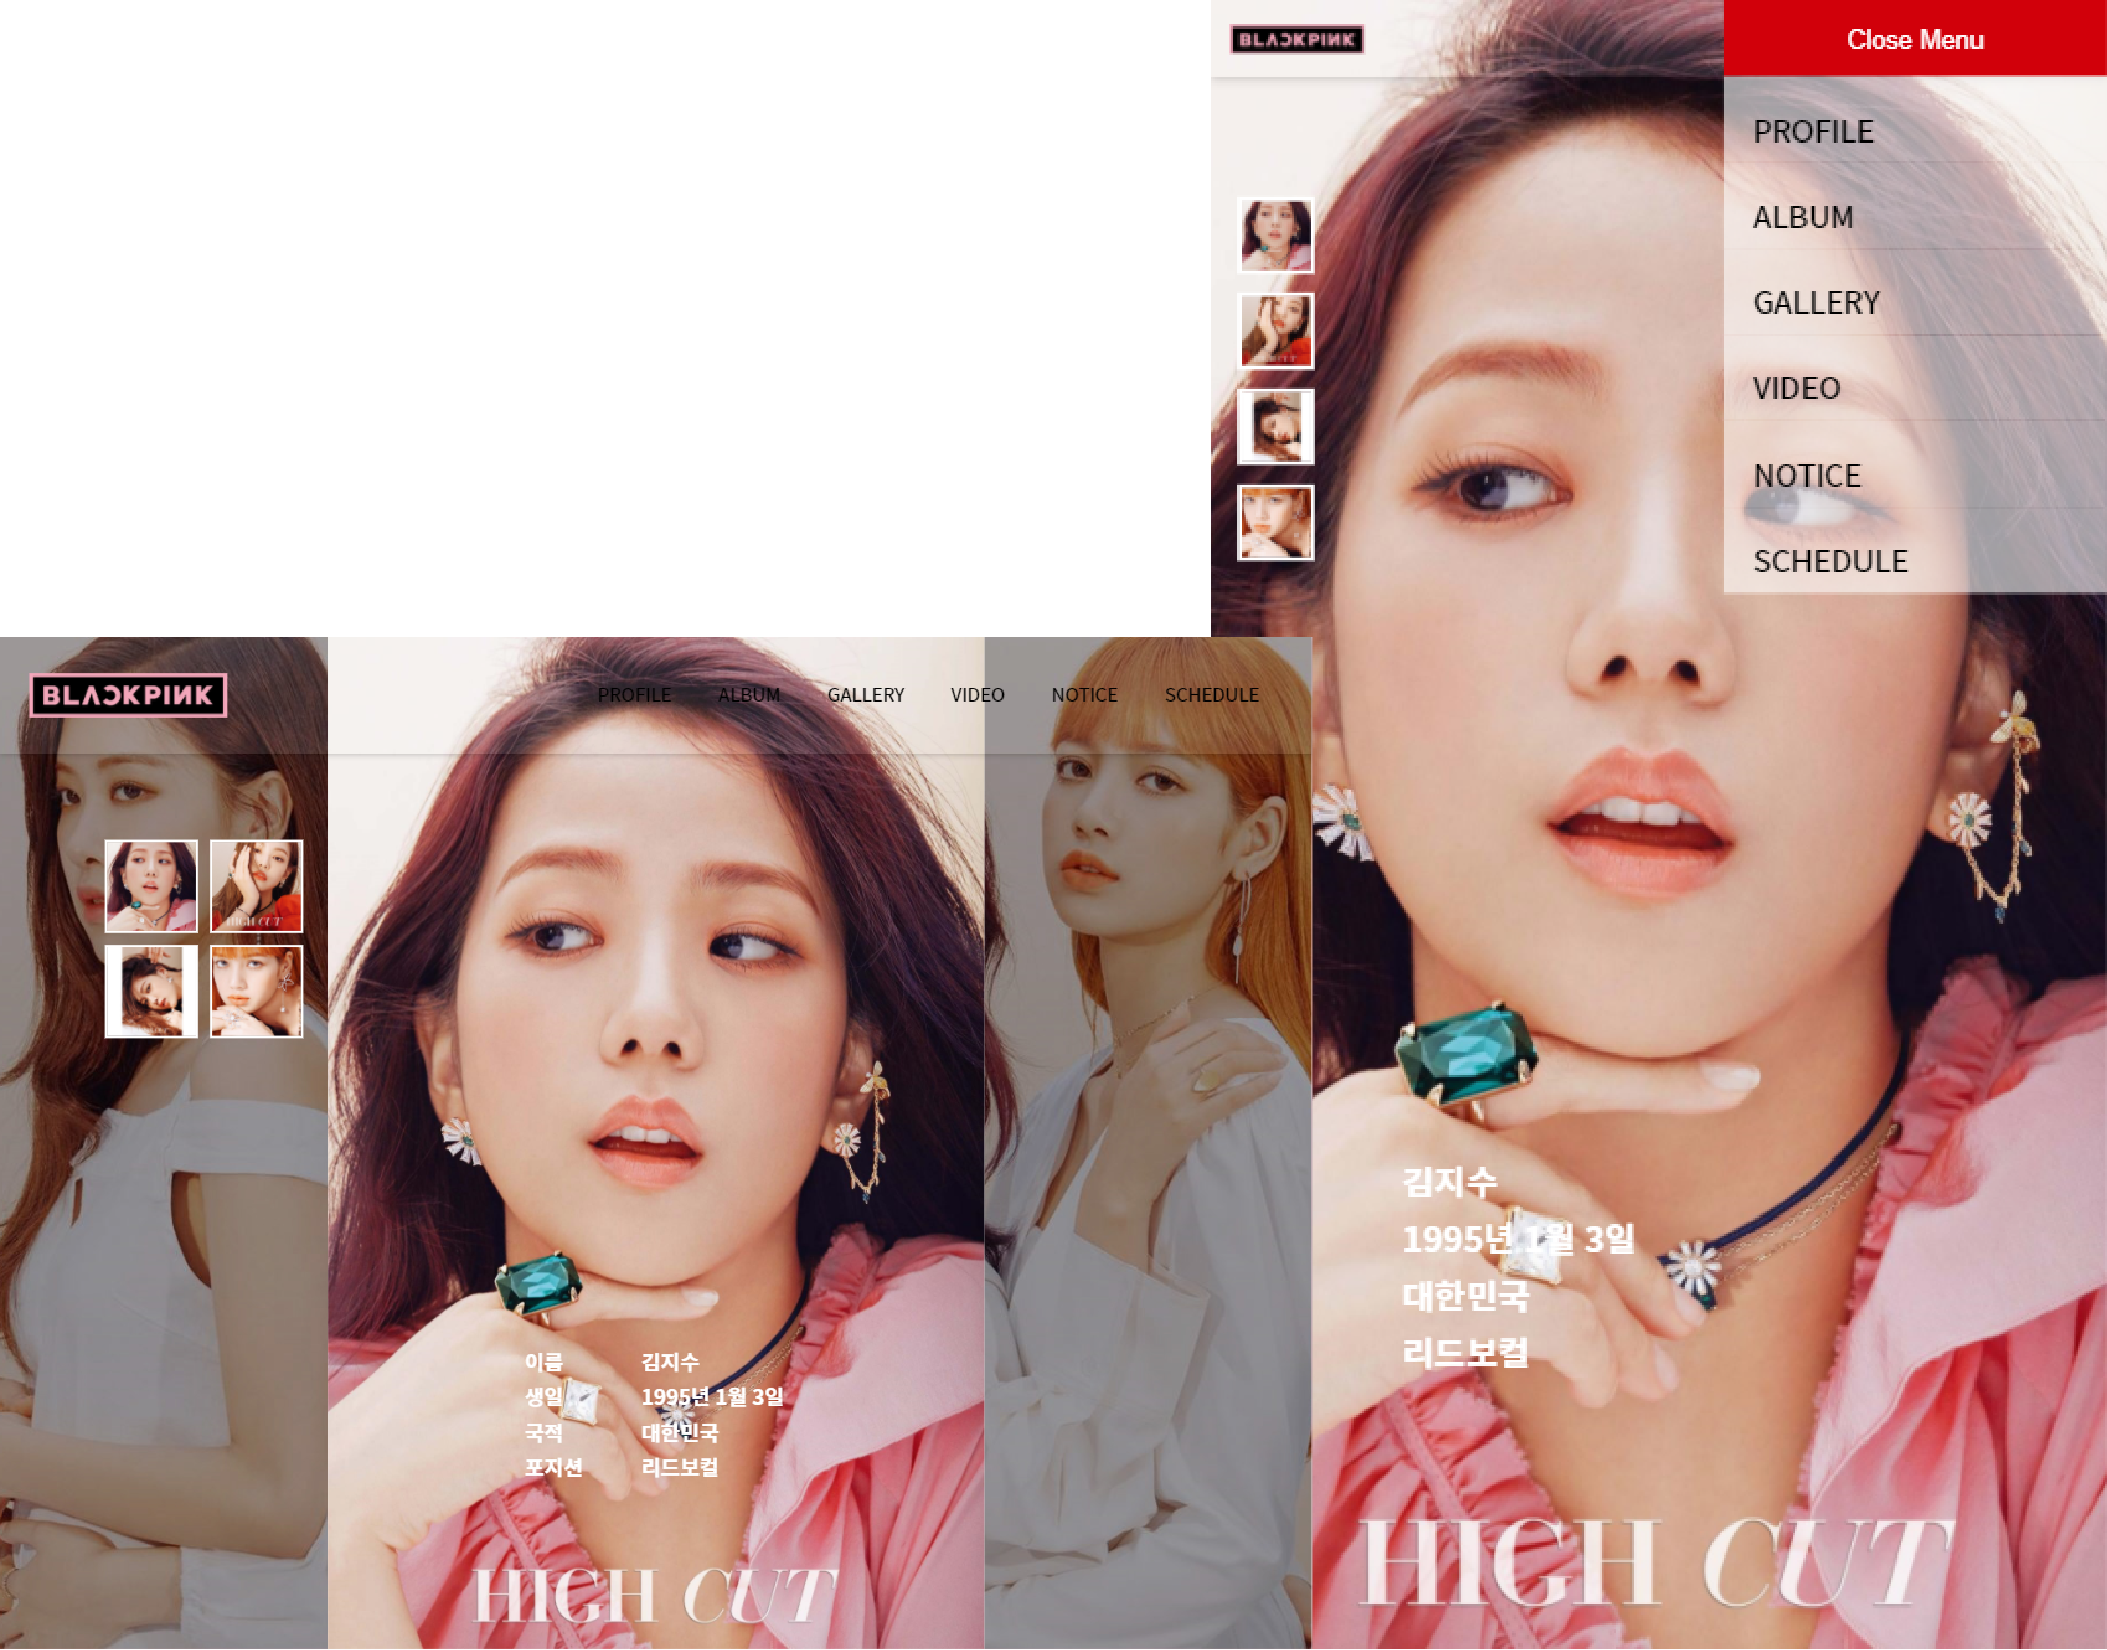 BLACKPINK
Close Menu
PROFILE
ALBUM
GALLERY
VIDEO
NOTICE
SCHEDULE
김지수
1995년 1월 3일
대한민국
리드보컬
HIGH CUT
BLACKPINK
PROFILE ALBUM GALLERY VIDEO NOTICE SCHEDULE
HIGH CUT
이름 김지수
생일 1995년 1월 3일
국적 대한민국
포지션 리드보컬
HIGH CUT